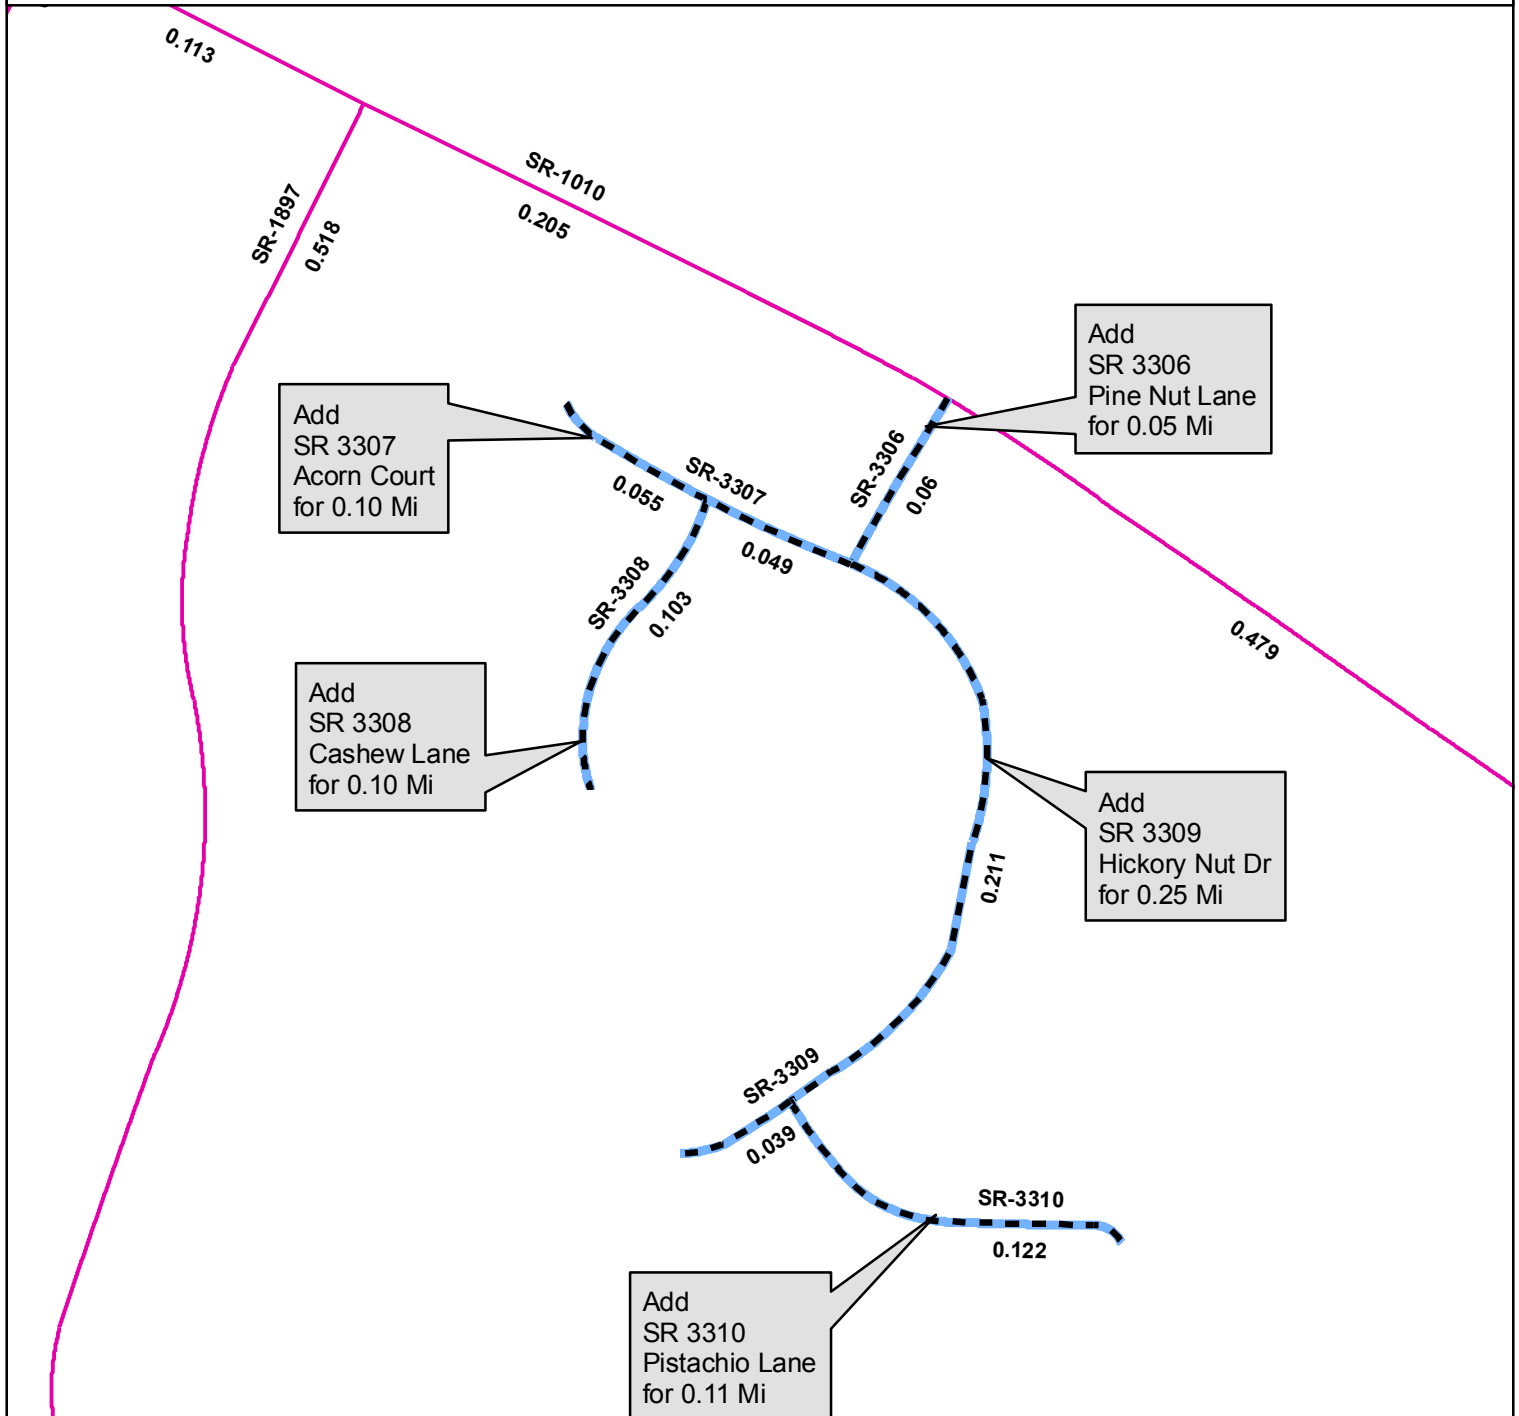 0.113
SR-1010
0.205
SR-1897
0.518
Add
SR 3306
Pine Nut Lane
for 0.05 Mi
Add
SR 3307
Acorn Court
for 0.10 Mi
SR-3306
0.06
SR-3307
0.055
0.049
SR-3308
0.103
0.479
Add
SR 3308
Cashew Lane
for 0.10 Mi
Add
SR 3309
Hickory Nut Dr
for 0.25 Mi
0.211
SR-3309
0.039
SR-3310
0.122
Add
SR 3310
Pistachio Lane
for 0.11 Mi